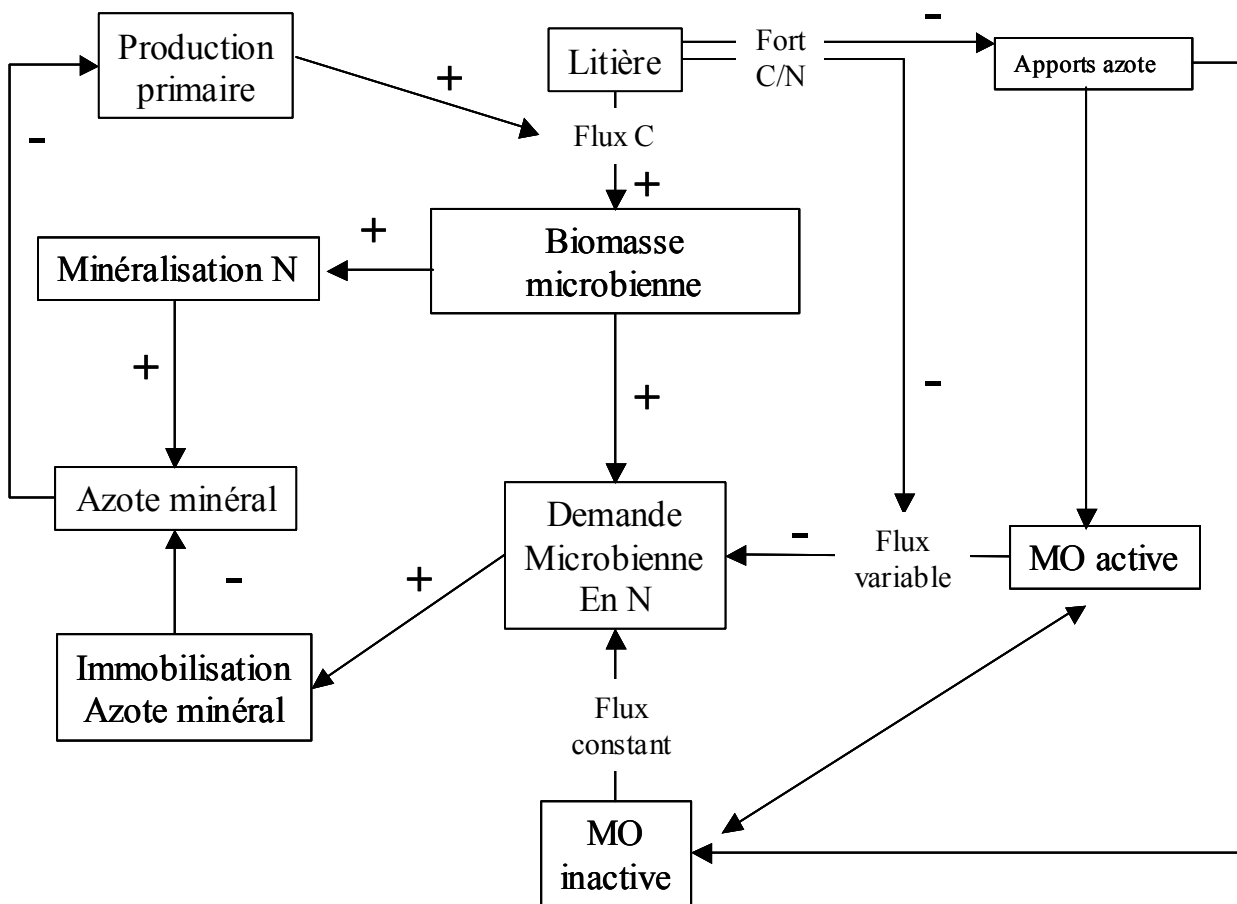 Production
primaire
+
-
Litière
Fort
C/N
-
Apports azote
Flux C
+
+
Minéralisation N
Biomasse
microbienne
+
+
-
Azote minéral
Demande
Microbienne
En N
-
Flux
variable
MO active
-
+
Immobilisation
Azote minéral
Flux
constant
MO
inactive